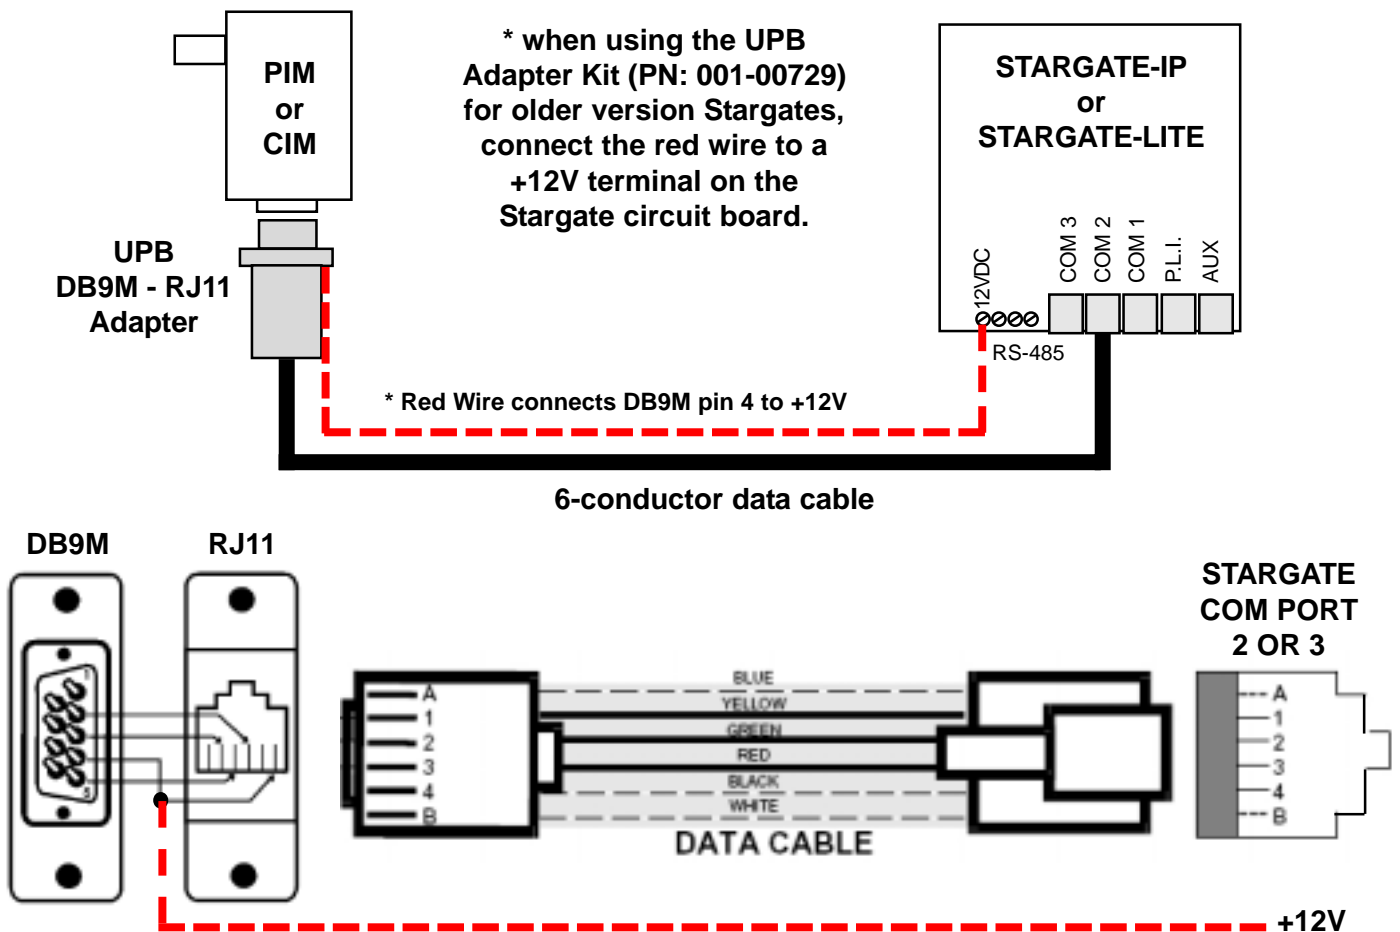 PIM
or
CIM
* when using the UPB
Adapter Kit (PN: 001-00729)
for older version Stargates,
connect the red wire to a
+12V terminal on the
Stargate circuit board.
STARGATE-IP
or
STARGATE-LITE
12VDC
COM 3
COM 2
COM 1
P.L.I.
AUX
RS-485
UPB
DB9M - RJ11
Adapter
* Red Wire connects DB9M pin 4 to +12V
6-conductor data cable
DB9M
RJ11
STARGATE
COM PORT
2 OR 3
1
5
A
1
2
3
4
B
BLUE
YELLOW
GREEN
RED
BLACK
WHITE
DATA CABLE
A
1
2
3
4
B
+12V